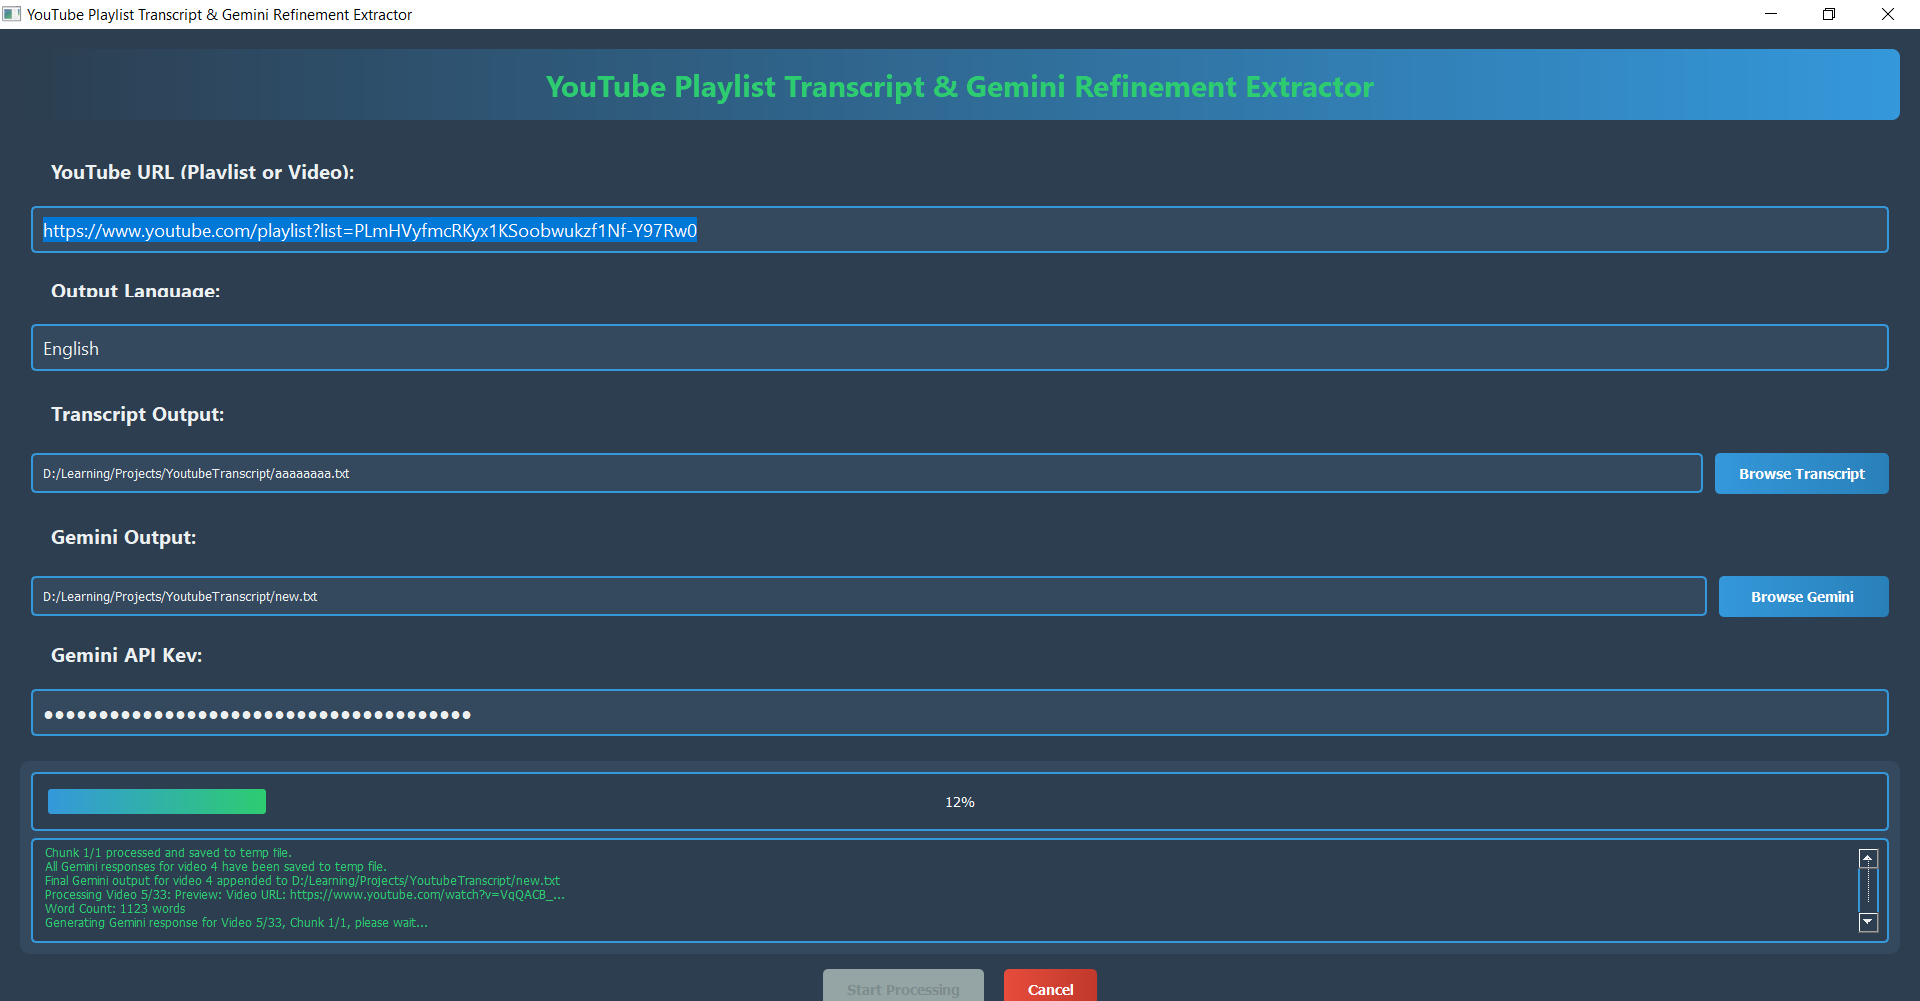 YouTube Playlist Transcript & Gemini Refinement Extractor
YouTube Playlist Transcript & Gemini Refinement Extractor
YouTube URL (Playlist or Video):
https://www.youtube.com/playlist?list=PLmHVyfmcRKyx1KSoobwukzf1Nf-Y97Rw0
Output Language:
English
Transcript Output:
D:/Learning/Projects/YoutubeTranscript/aaaaaaaa.txt
Browse Transcript
Gemini Output:
D:/Learning/Projects/YoutubeTranscript/new.txt
Browse Gemini
Gemini API Key:
12%
Chunk 1/1 processed and saved to temp file.
All Gemini responses for video 4 have been saved to temp file.
Final Gemini output for video 4 appended to D:/Learning/Projects/YoutubeTranscript/new.txt
Processing Video 5/33: Preview: Video URL: https://www.youtube.com/watch?v=VqQACB_...
Word Count: 1123 words
Generating Gemini response for Video 5/33, Chunk 1/1, please wait...
Start Processing
Cancel